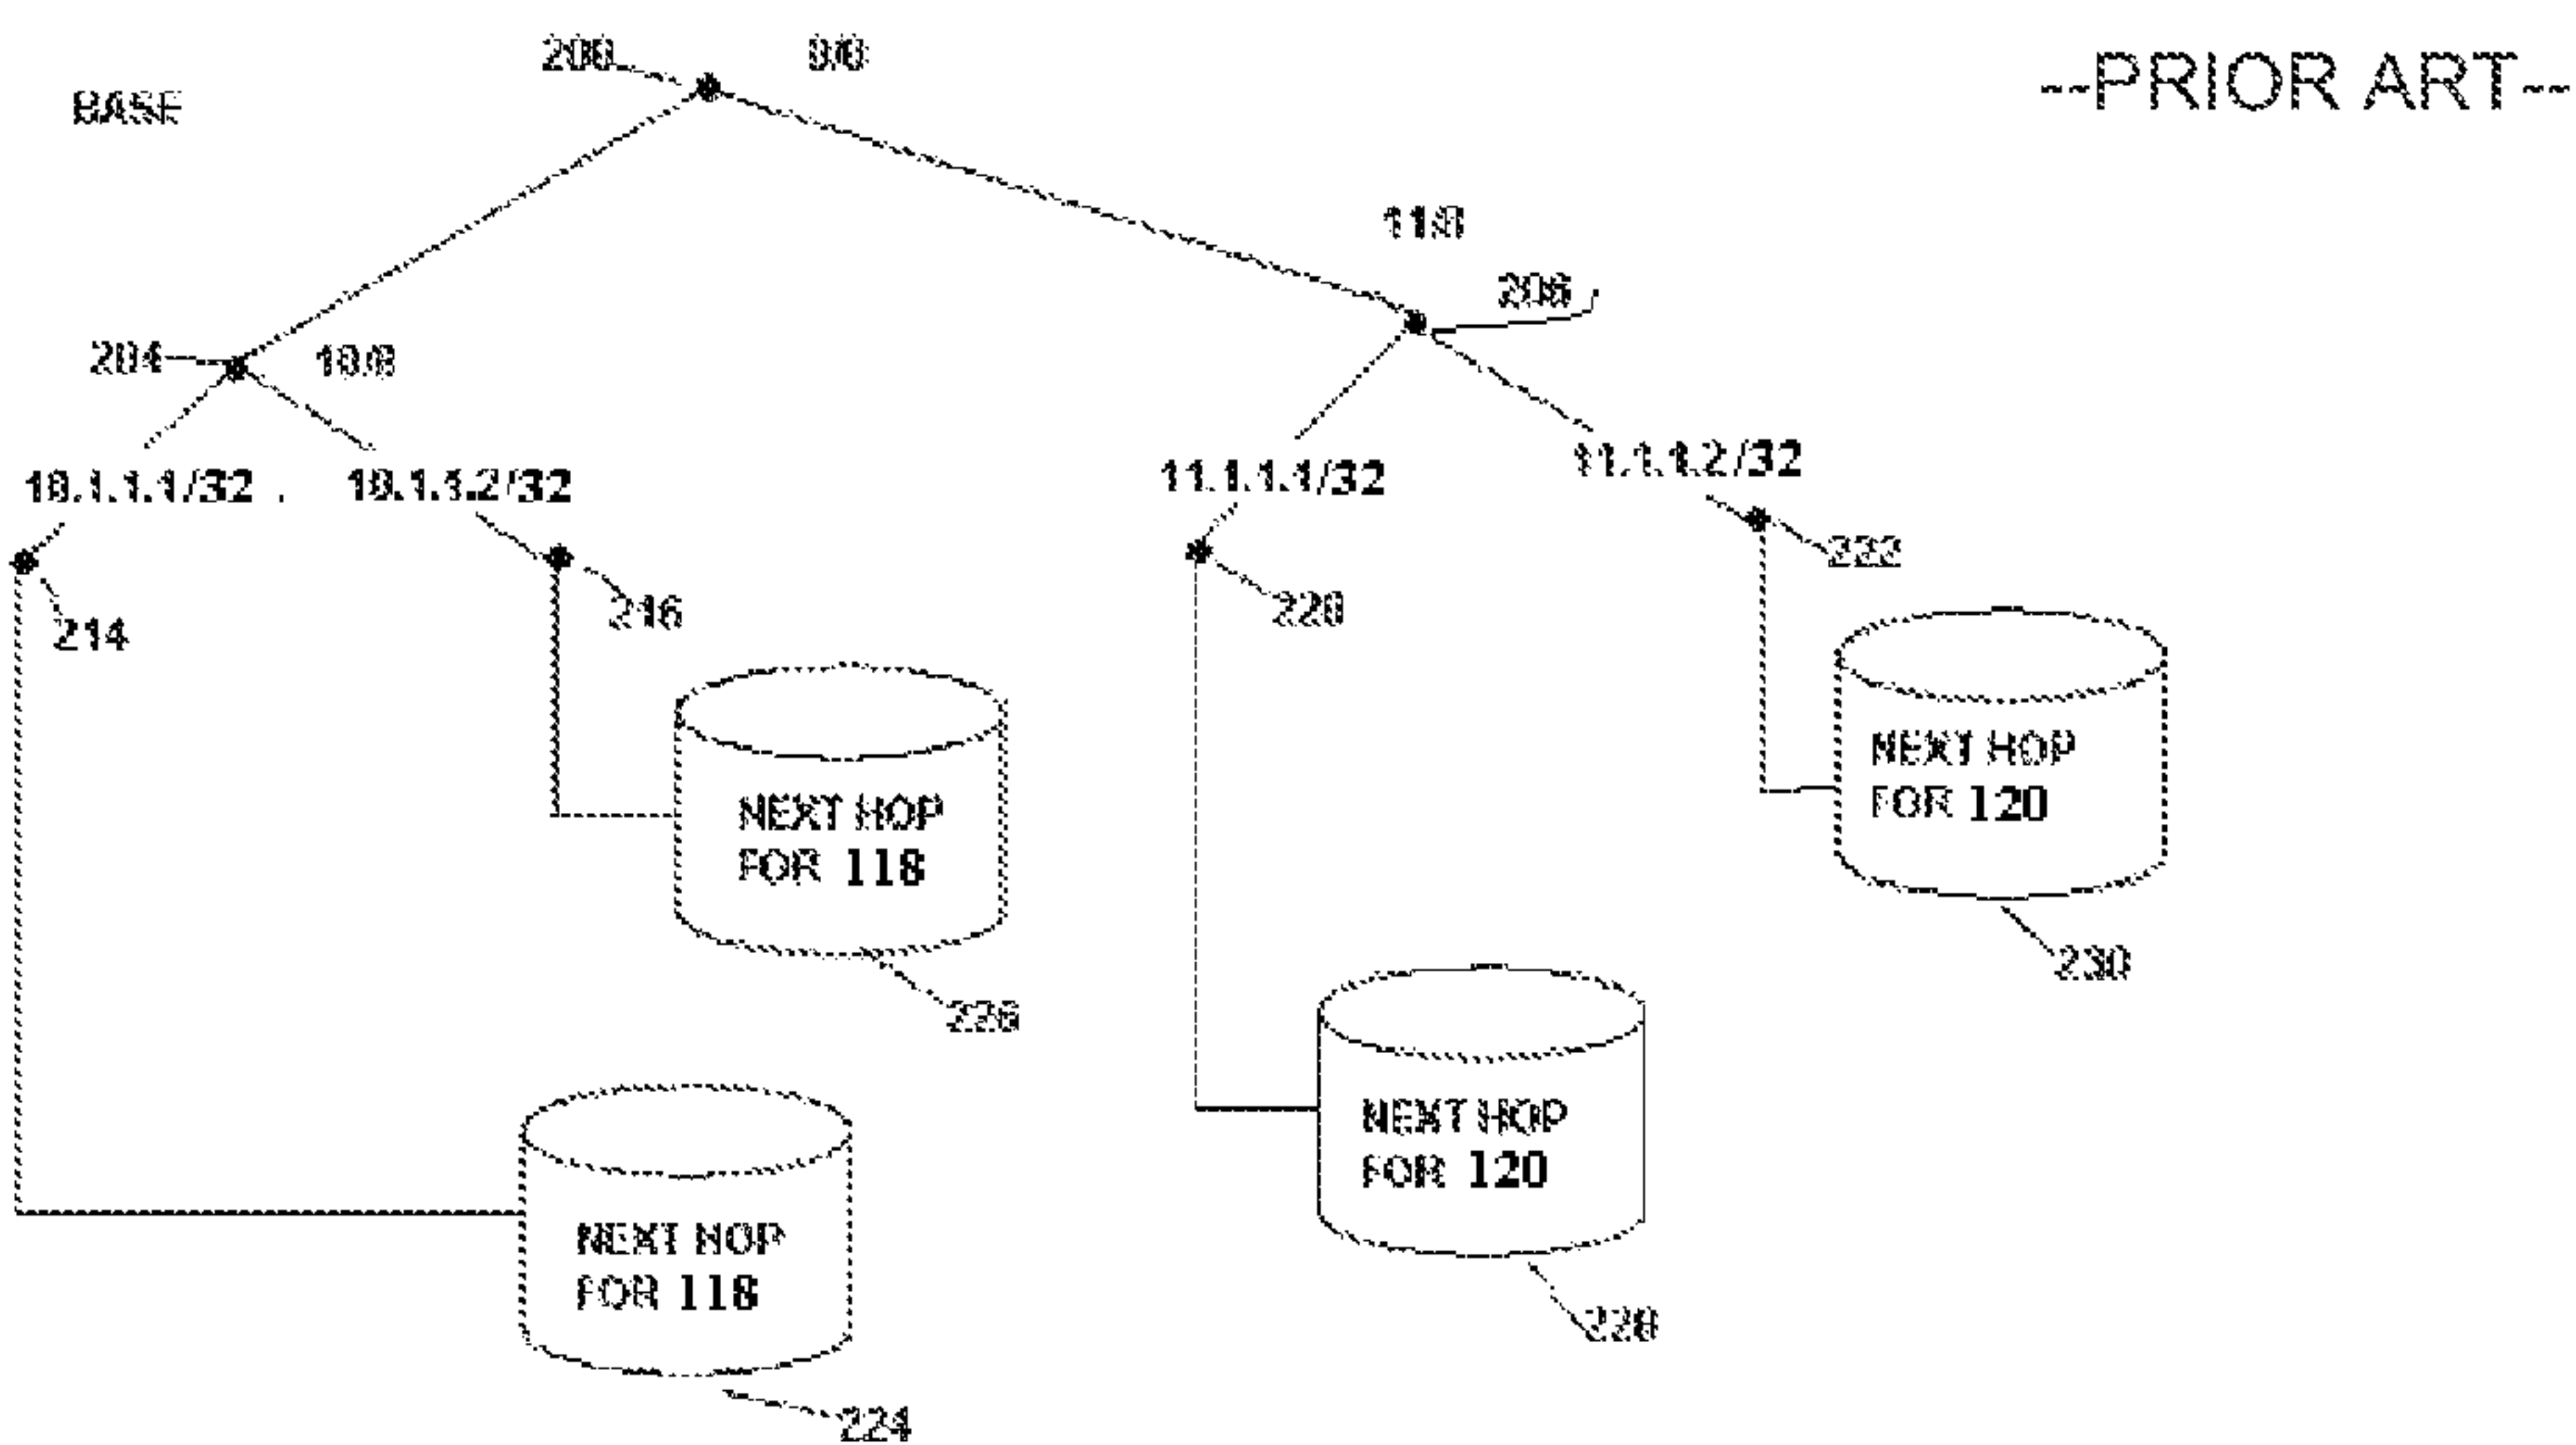 --PRIOR ART--
BASE
200
0/0
11/8
206
204
10/8
10.1.1.1/32
10.1.1.2/32
11.1.1.1/32
11.1.1.2/32
214
216
220
222
NEXT HOP
FOR 118
226
NEXT HOP
FOR 120
230
NEXT HOP
FOR 118
224
NEXT HOP
FOR 120
228